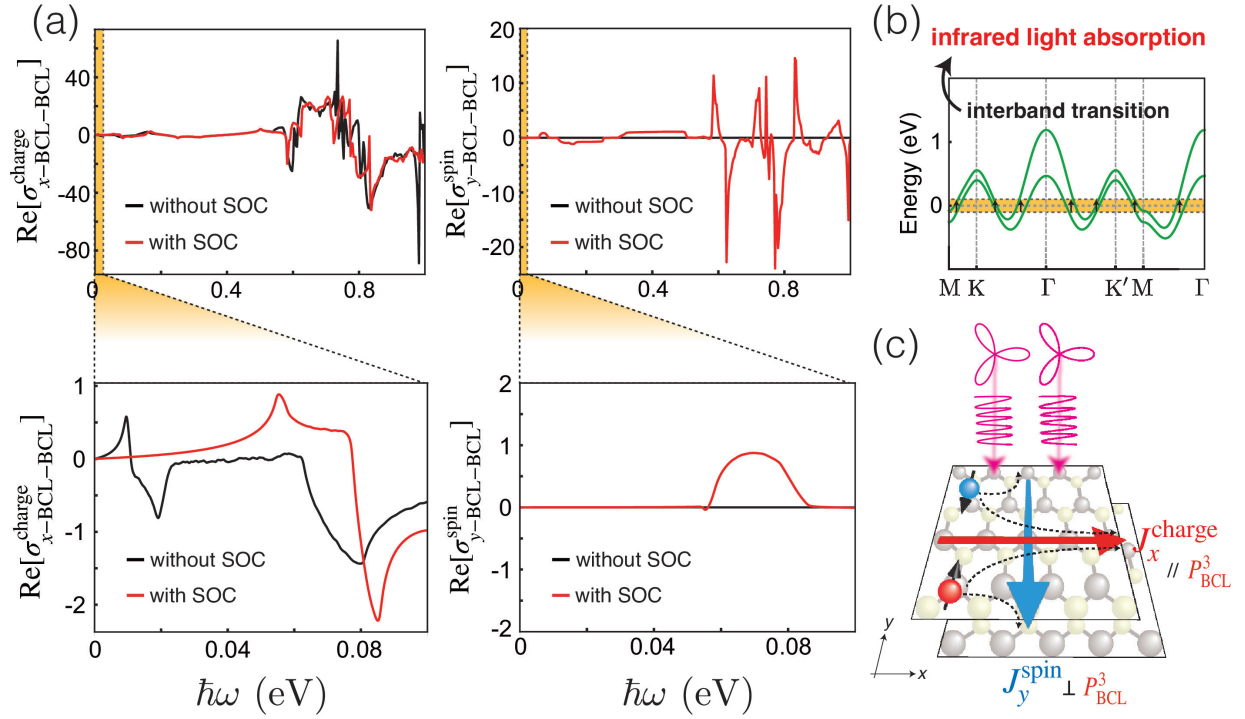 (a)
Re[σ^charge_x−BCL−BCL]
40
0
-40
-80
0
0.4
0.8
without SOC
with SOC
Re[σ^spin_y−BCL−BCL]
20
10
0
-10
-20
0
0.4
0.8
without SOC
with SOC
Re[σ^charge_x−BCL−BCL]
1
0
-1
-2
0
0.04
0.08
without SOC
with SOC
ħω (eV)
Re[σ^spin_y−BCL−BCL]
2
1
0
-1
-2
0
0.04
0.08
without SOC
with SOC
ħω (eV)
(b)
infrared light absorption
interband transition
Energy (eV)
1
0
M K Γ K′ M Γ
(c)
J^charge_x // P^3_BCL
y
x
J^spin_y ⊥ P^3_BCL